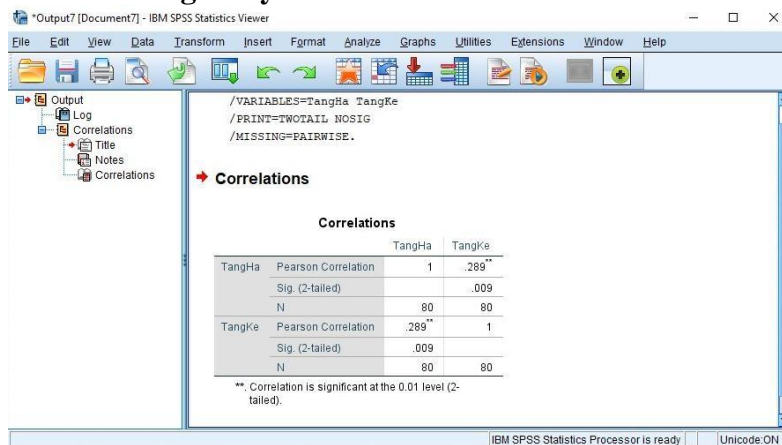 *Output7 [Document7] - IBM SPSS Statistics Viewer
File Edit View Data Transform Insert Format Analyze Graphs Utilities Extensions Window Help
Output
Log
Correlations
Title
Notes
Correlations
/VARIABLES=TangHa TangKe
/PRINT=TWOTAIL NOSIG
/MISSING=PAIRWISE.
Correlations
Correlations
TangHa TangKe
TangHa Pearson Correlation 1 .289**
Sig. (2-tailed) .009
N 80 80
TangKe Pearson Correlation .289** 1
Sig. (2-tailed) .009
N 80 80
**. Correlation is significant at the 0.01 level (2-
tailed).
IBM SPSS Statistics Processor is ready Unicode:ON